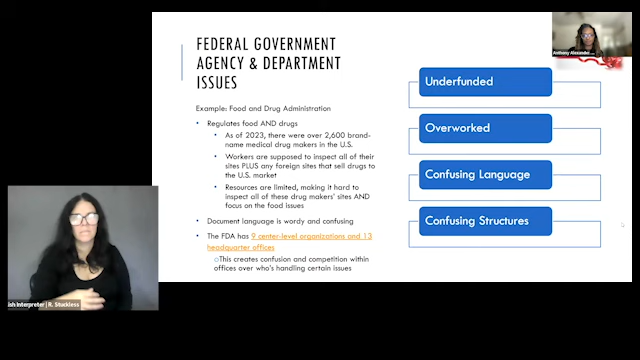 FEDERAL GOVERNMENT
AGENCY & DEPARTMENT
ISSUES
Example: Food and Drug Administration
• Regulates food AND drugs
• As of 2023, there were over 2,600 brand-
name medical drug makers in the U.S.
• Workers are supposed to inspect all of their
sites PLUS any foreign sites that sell drugs to
the U.S. market
• Resources are limited, making it hard to
inspect all of these drug makers' sites AND
focus on the food issues
• Document language is wordy and confusing
• The FDA has 9 center-level organizations and 13
headquarter offices
This creates confusion and competition within
offices over who's handling certain issues
Underfunded
Overworked
Confusing Language
Confusing Structures
Anthony Alexander
Interpreter | R. Stuckless